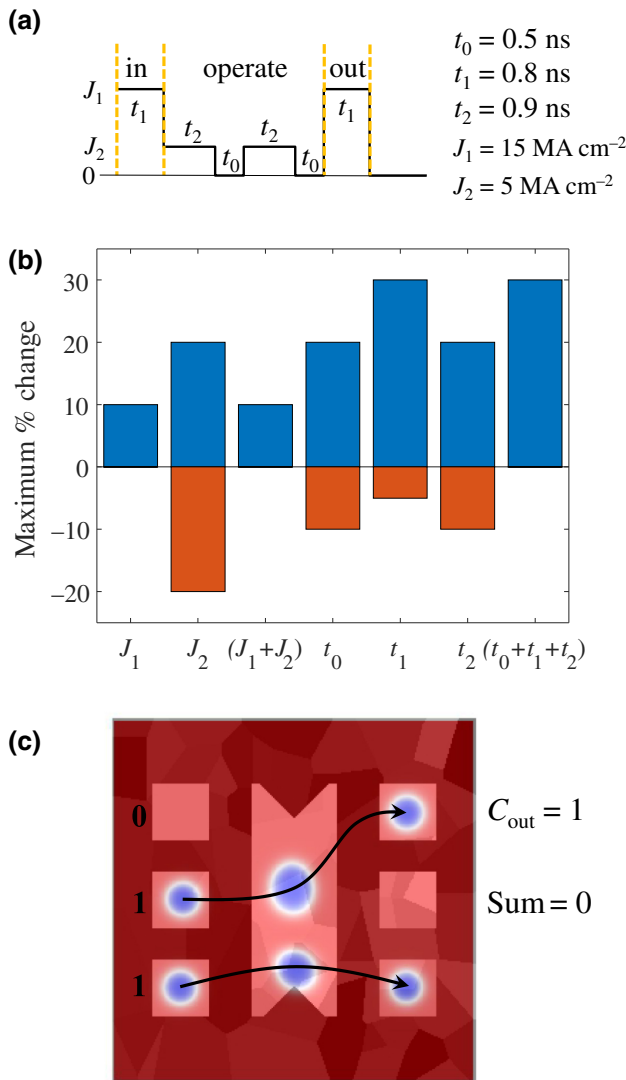 (a)
in operate out
J₁ t₁ t₁
J₂ t₂ t₀ t₂ t₀
0
t₀ = 0.5 ns
t₁ = 0.8 ns
t₂ = 0.9 ns
J₁ = 15 MA cm⁻²
J₂ = 5 MA cm⁻²
(b)
Maximum % change
30
20
10
0
−10
−20
J₁ J₂ (J₁+J₂) t₀ t₁ t₂ (t₀+t₁+t₂)
(c)
0
1
1
C_out = 1
Sum = 0